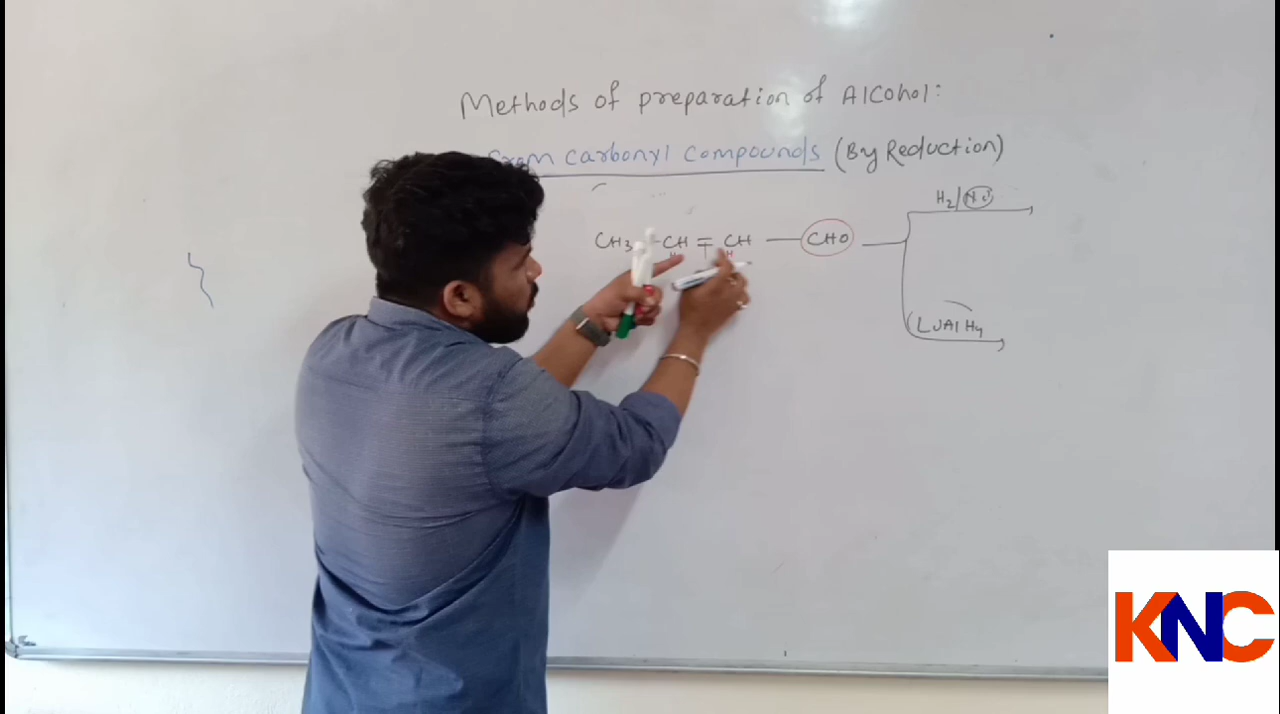 Methods of preparation of Alcohol:
from carbonyl compounds (By Reduction)
H2/Ni
CH3 - CH = CH — CHO
H H
LiAlH4
KNC